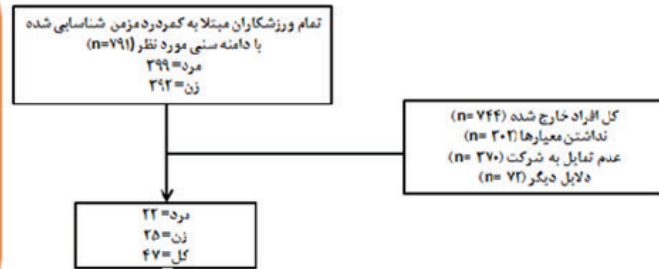 تمام ورزشکاران مبتلا به کمردرد مزمن شناسایی شده
با دامنه سنی مورد نظر (n=۷۹۱)
مرد=۳۹۹
زن=۳۹۲
کل افراد خارج شده (n= ۷۴۴)
نداشتن معیارها (n= ۳۰۲)
عدم تمایل به شرکت (n= ۳۷۰)
دلایل دیگر (n= ۷۲)
مرد=۲۲
زن=۲۵
کل=۴۷